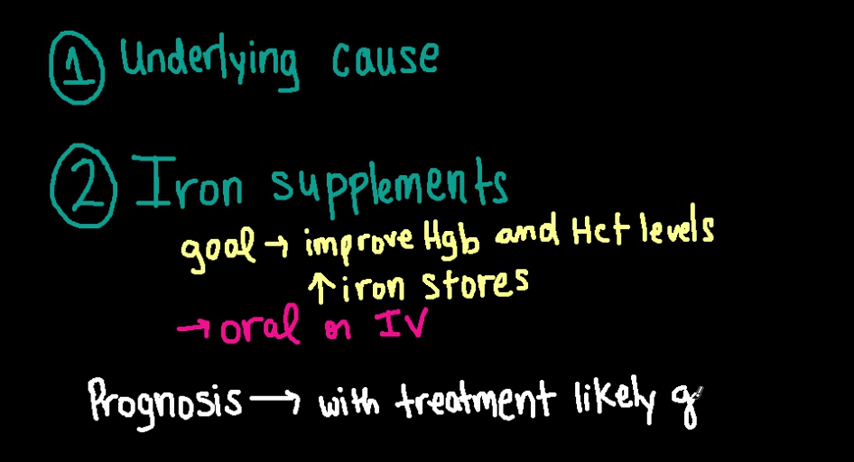 1 Underlying cause
2 Iron supplements
goal → improve Hgb and Hct levels
↑ iron stores
→ oral or IV
Prognosis → with treatment likely g